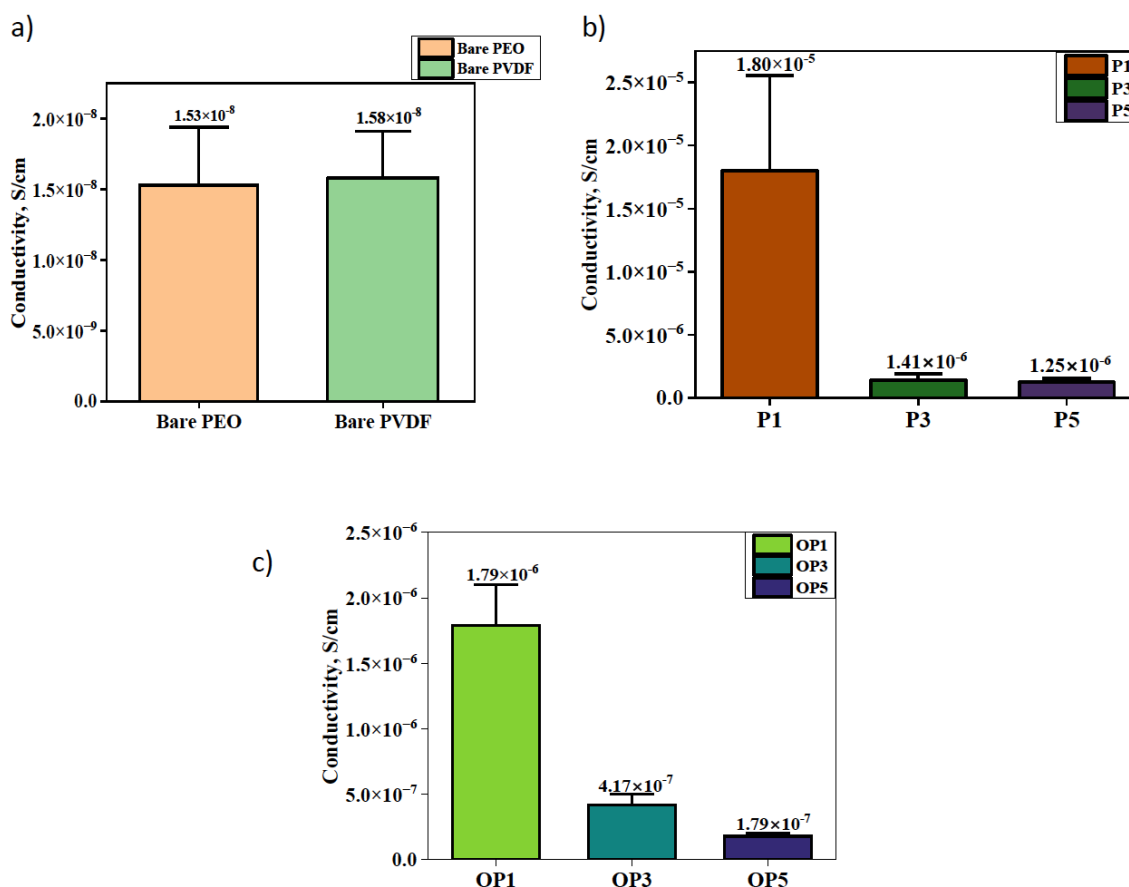 a)
Bare PEO
Bare PVDF
Conductivity, S/cm
2.0×10⁻⁸
1.5×10⁻⁸
1.0×10⁻⁸
5.0×10⁻⁹
0.0
1.53×10⁻⁸
1.58×10⁻⁸
Bare PEO
Bare PVDF
b)
P1
P3
P5
Conductivity, S/cm
2.5×10⁻⁵
2.0×10⁻⁵
1.5×10⁻⁵
1.0×10⁻⁵
5.0×10⁻⁶
0.0
1.80×10⁻⁵
1.41×10⁻⁶
1.25×10⁻⁶
P1
P3
P5
c)
OP1
OP3
OP5
Conductivity, S/cm
2.5×10⁻⁶
2.0×10⁻⁶
1.5×10⁻⁶
1.0×10⁻⁶
5.0×10⁻⁷
0.0
1.79×10⁻⁶
4.17×10⁻⁷
1.79×10⁻⁷
OP1
OP3
OP5